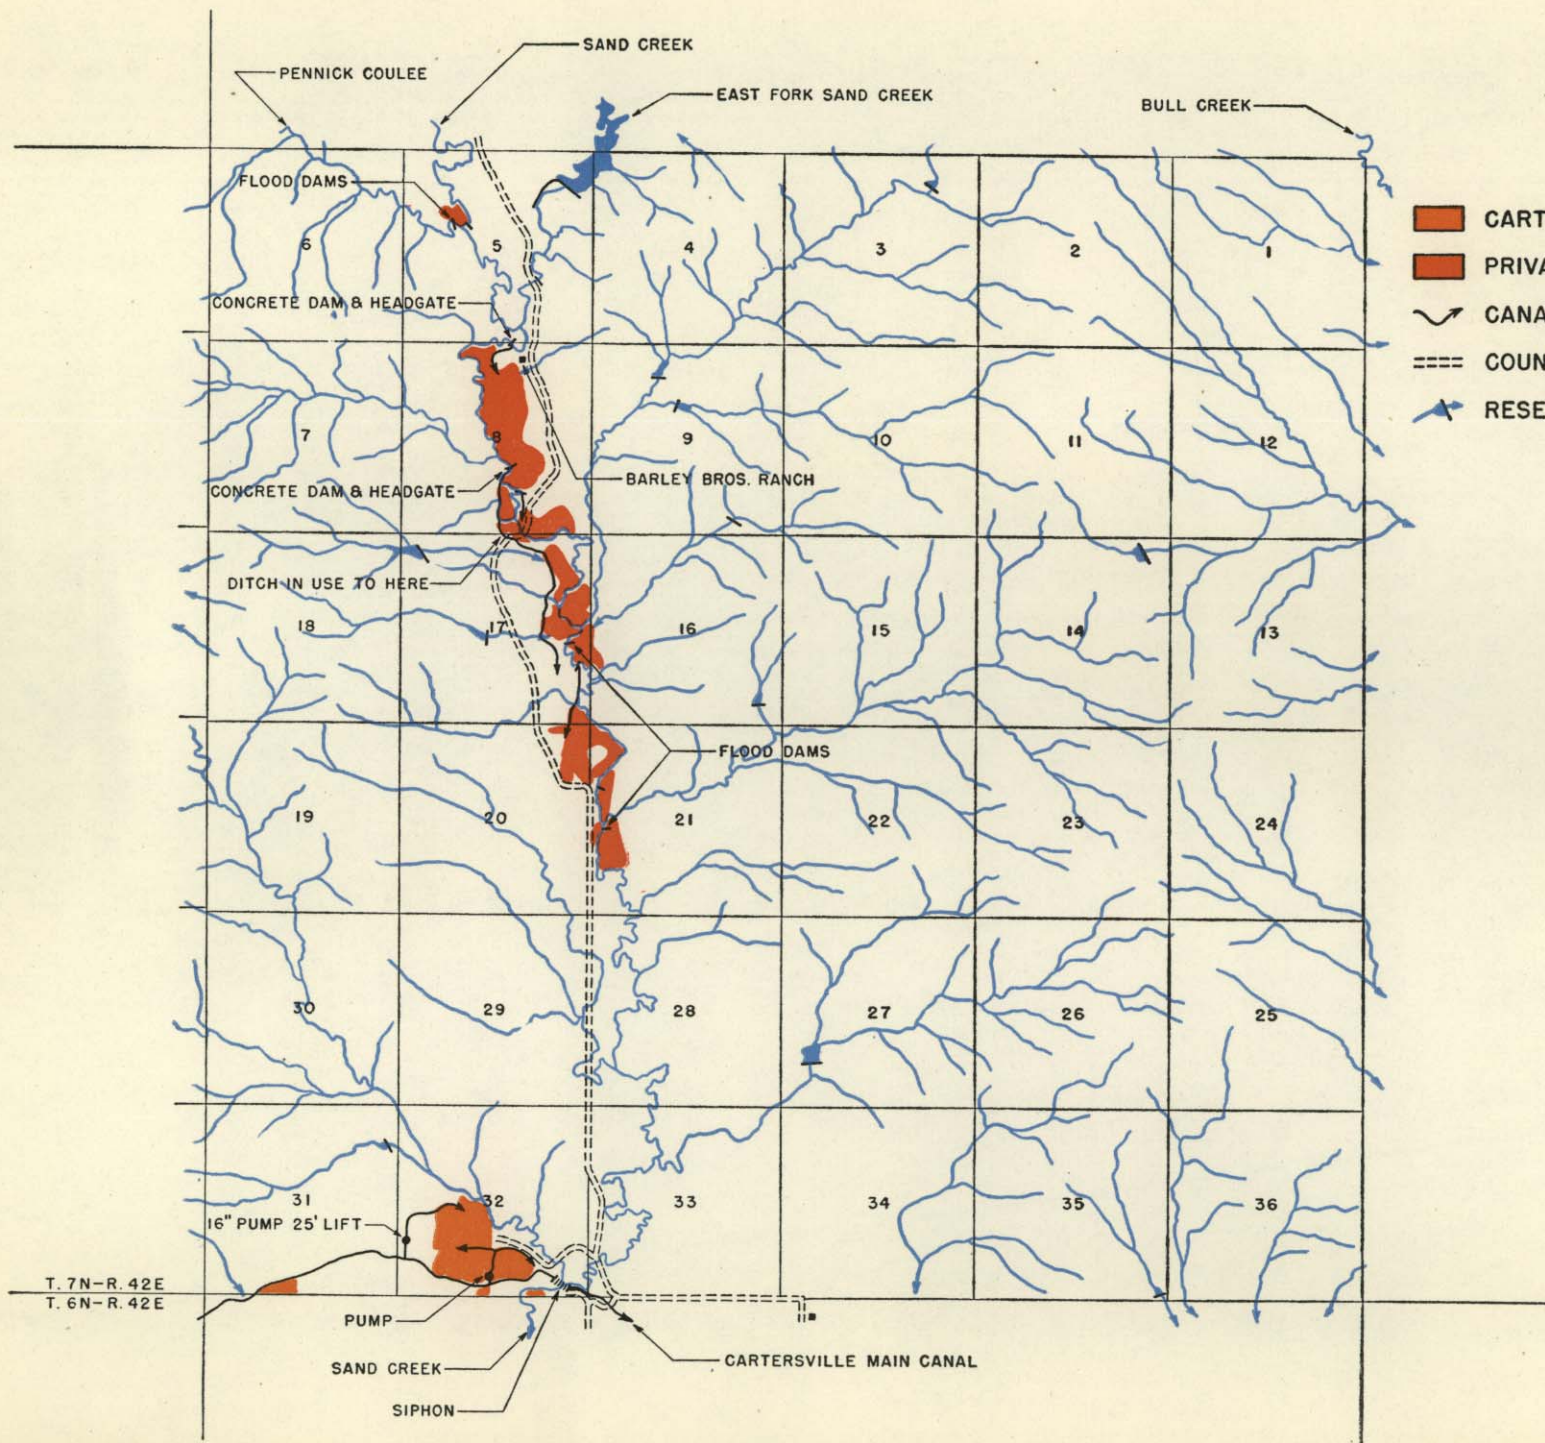 SAND CREEK
PENNICK COULEE
EAST FORK SAND CREEK
BULL CREEK
FLOOD DAMS
6
5
4
3
2
1
CART
PRIVA
CANA
COUN
RESE
CONCRETE DAM & HEADGATE
7
8
9
10
11
12
CONCRETE DAM & HEADGATE
BARLEY BROS. RANCH
DITCH IN USE TO HERE
18
17
16
15
14
13
FLOOD DAMS
19
20
21
22
23
24
30
29
28
27
26
25
31
32
33
34
35
36
16" PUMP 25' LIFT
T. 7N-R. 42E
T. 6N-R. 42E
PUMP
SAND CREEK
CARTERSVILLE MAIN CANAL
SIPHON